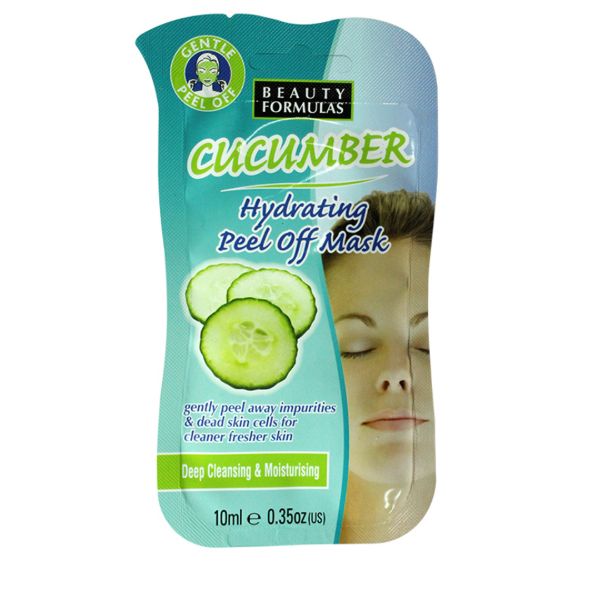 GENTLE
PEEL OFF
BEAUTY
FORMULAS
CUCUMBER
Hydrating
Peel Off Mask
gently peel away impurities
& dead skin cells for
cleaner fresher skin
Deep Cleansing & Moisturising
10ml e 0.35oz(US)